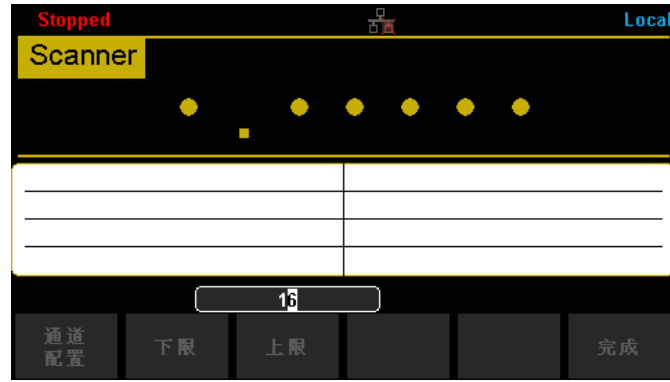 Stopped
Local
Scanner
16
通道
配置
下限
上限
完成